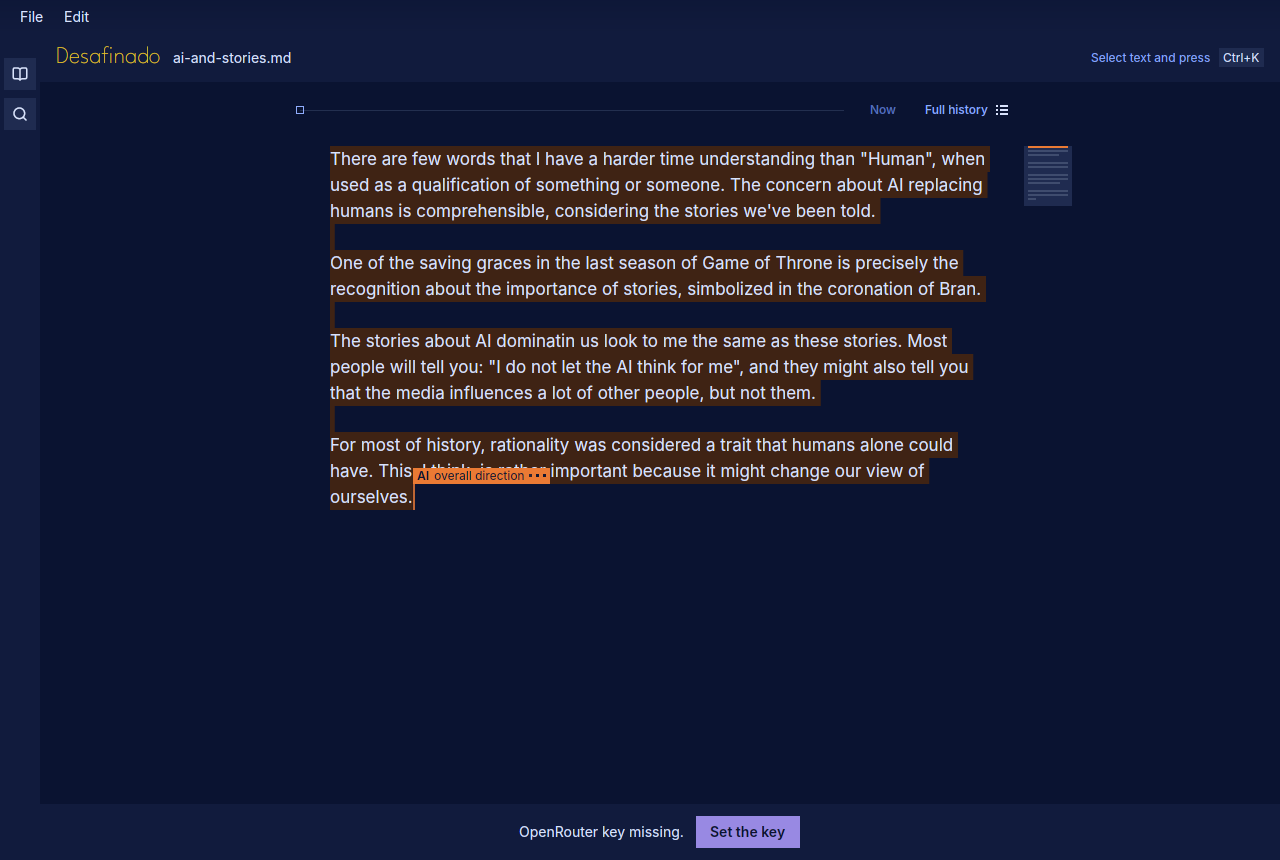 File Edit
Desafinado ai-and-stories.md Select text and press Ctrl+K
Now Full history
There are few words that I have a harder time understanding than "Human", when
used as a qualification of something or someone. The concern about AI replacing
humans is comprehensible, considering the stories we've been told.
One of the saving graces in the last season of Game of Throne is precisely the
recognition about the importance of stories, simbolized in the coronation of Bran.
The stories about AI dominatin us look to me the same as these stories. Most
people will tell you: "I do not let the AI think for me", and they might also tell you
that the media influences a lot of other people, but not them.
For most of history, rationality was considered a trait that humans alone could
have. This, I think, is rather important because it might change our view of
AI overall direction
ourselves.
OpenRouter key missing. Set the key